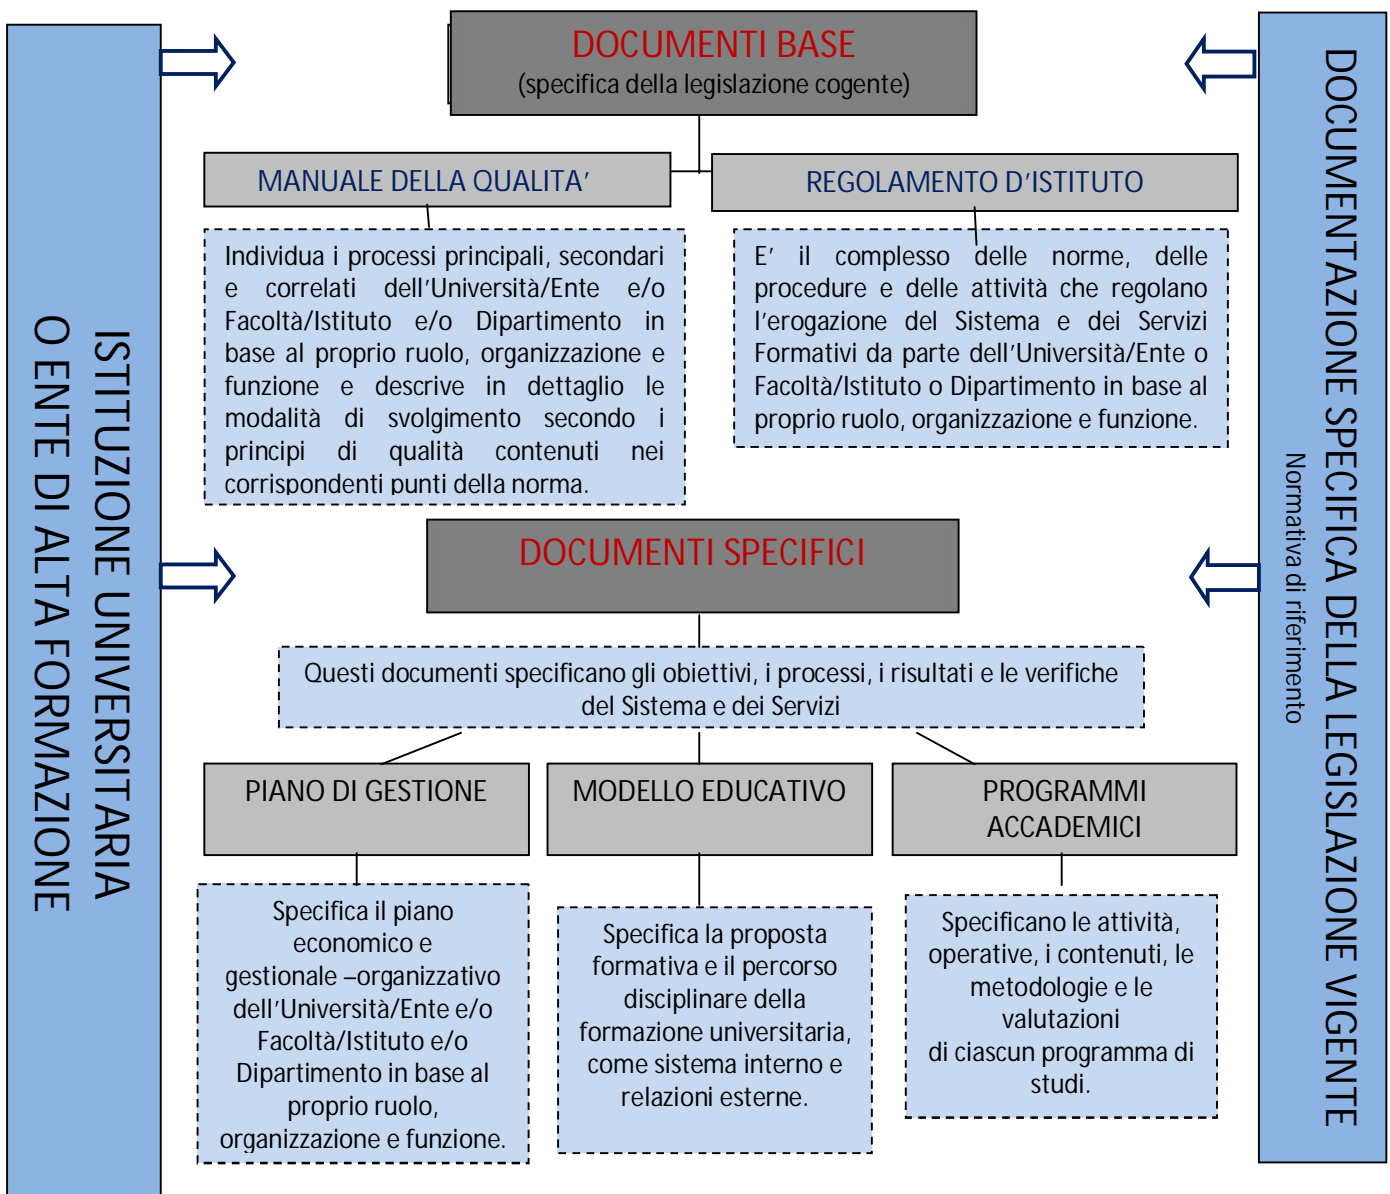 ISTITUZIONE UNIVERSITARIA
O ENTE DI ALTA FORMAZIONE
DOCUMENTI BASE
(specifica della legislazione cogente)
MANUALE DELLA QUALITA’
Individua i processi principali, secondari
e correlati dell’Università/Ente e/o
Facoltà/Istituto e/o Dipartimento in
base al proprio ruolo, organizzazione e
funzione e descrive in dettaglio le
modalità di svolgimento secondo i
principi di qualità contenuti nei
corrispondenti punti della norma.
REGOLAMENTO D’ISTITUTO
E’ il complesso delle norme, delle
procedure e delle attività che regolano
l’erogazione del Sistema e dei Servizi
Formativi da parte dell’Università/Ente o
Facoltà/Istituto o Dipartimento in base al
proprio ruolo, organizzazione e funzione.
DOCUMENTI SPECIFICI
Questi documenti specificano gli obiettivi, i processi, i risultati e le verifiche
del Sistema e dei Servizi
PIANO DI GESTIONE
Specifica il piano
economico e
gestionale –organizzativo
dell’Università/Ente e/o
Facoltà/Istituto e/o
Dipartimento in base al
proprio ruolo,
organizzazione e funzione.
MODELLO EDUCATIVO
Specifica la proposta
formativa e il percorso
disciplinare della
formazione universitaria,
come sistema interno e
relazioni esterne.
PROGRAMMI
ACCADEMICI
Specificano le attività,
operative, i contenuti, le
metodologie e le
valutazioni
di ciascun programma di
studi.
DOCUMENTAZIONE SPECIFICA DELLA LEGISLAZIONE VIGENTE
Normativa di riferimento